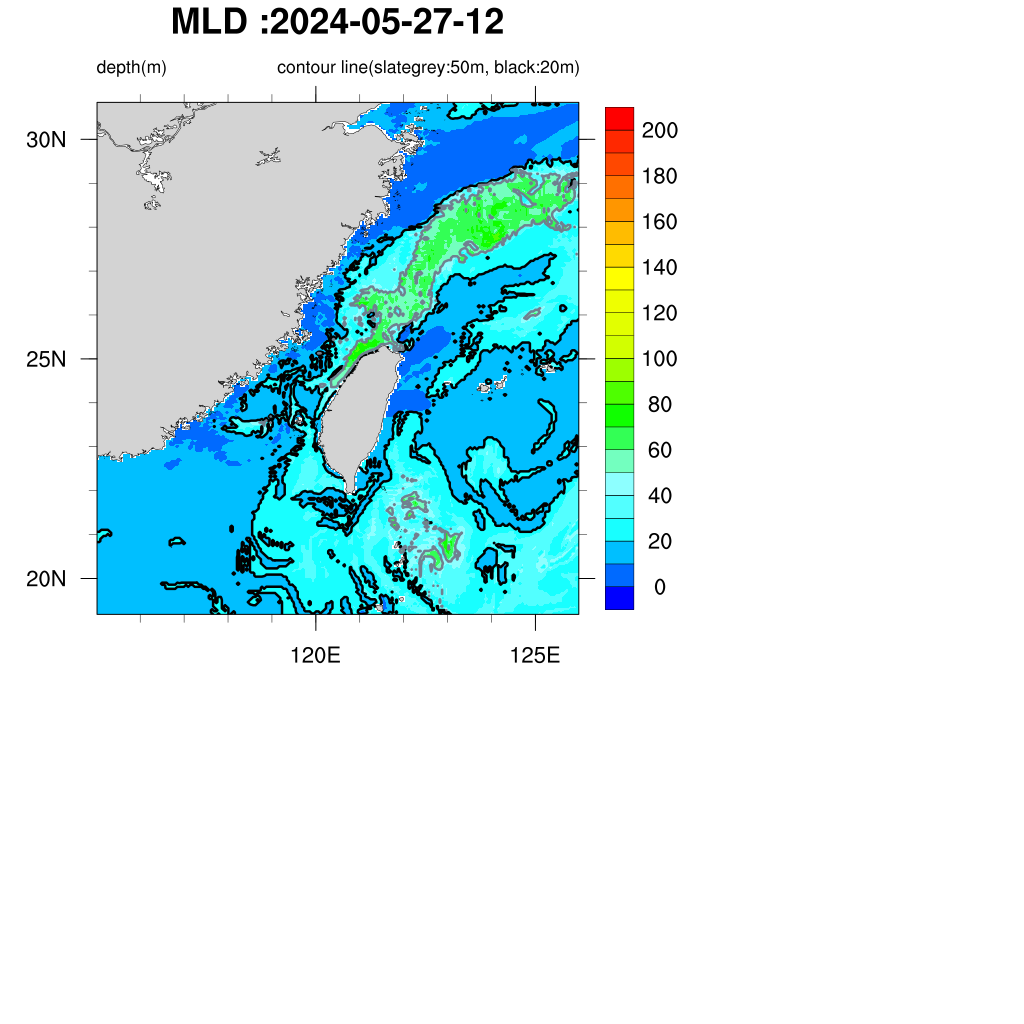 MLD :2024-05-27-12
depth(m)
contour line(slategrey:50m, black:20m)
30N
25N
20N
120E
125E
200
180
160
140
120
100
80
60
40
20
0